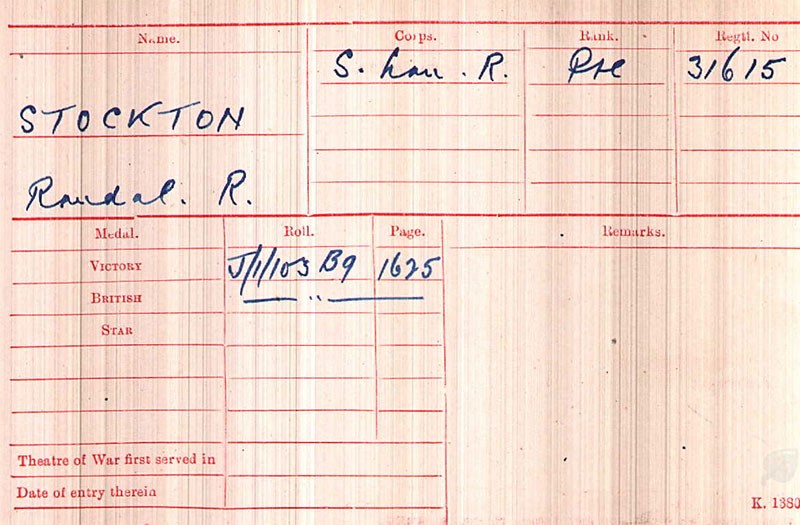 Name. Corps. Rank. Regtl. No
S. Lan. R. Pte 31615
STOCKTON
Randal. R.
Medal. Roll. Page. Remarks.
VICTORY J/1/103 B9 1625
BRITISH — " —
STAR
Theatre of War first served in
Date of entry therein
K. 1380